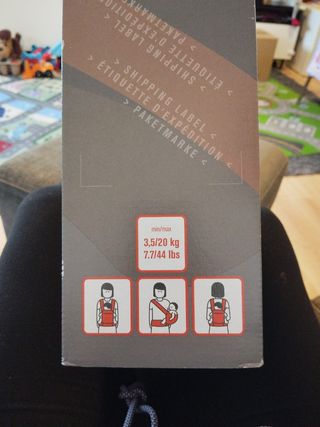 > PAKETMARKE
> ÉTIQUETTE D'EXPÉDITION
> SHIPPING LABEL
> ÉTIQUETTE
> SHIPPING LABEL <
> ÉTIQUETTE D'EXPÉDITION <
> PAKETMARKE <
min/max
3,5/20 kg
7.7/44 lbs